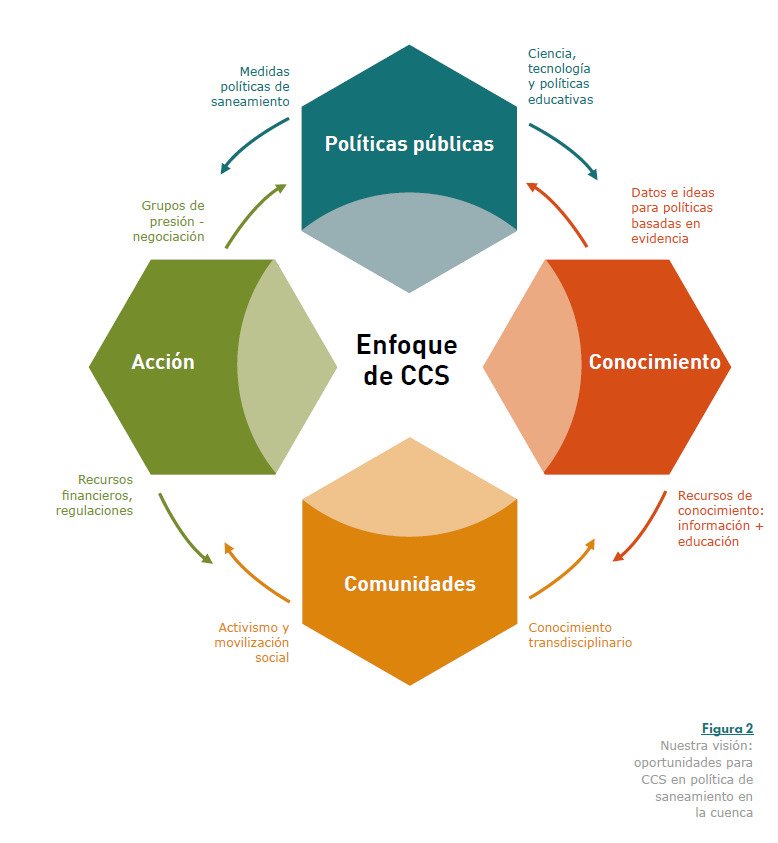 Medidas
políticas de
saneamiento
Ciencia,
tecnología
y políticas
educativas
Políticas públicas
Grupos de
presión -
negociación
Datos e ideas
para políticas
basadas en
evidencia
Acción
Enfoque
de CCS
Conocimiento
Recursos
financieros,
regulaciones
Recursos de
conocimiento:
información +
educación
Comunidades
Activismo y
movilización
social
Conocimiento
transdisciplinario
Figura 2
Nuestra visión:
oportunidades para
CCS en política de
saneamiento en
la cuenca